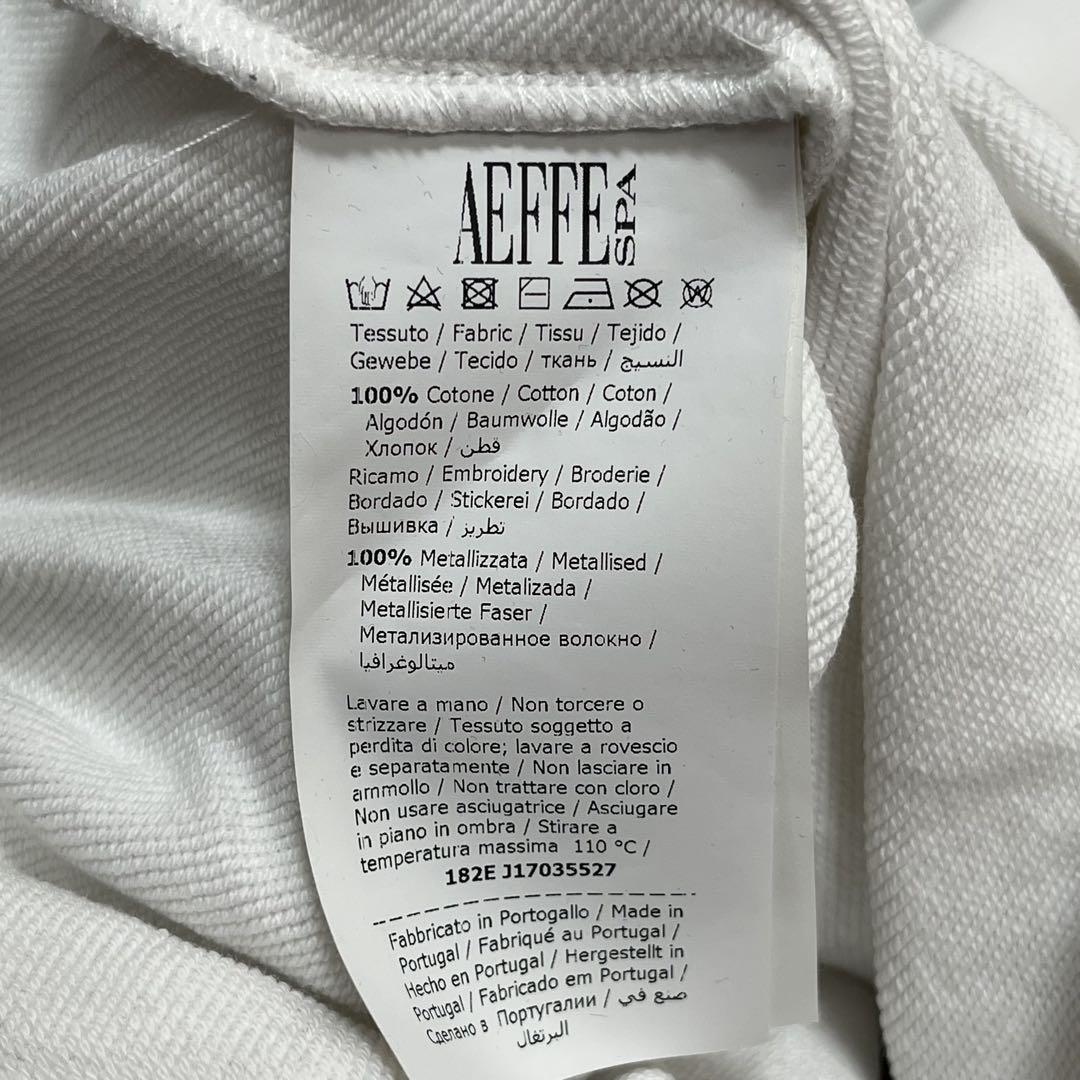 AEFFE SPA
Tessuto / Fabric / Tissu / Tejido /
Gewebe / Tecido / ткань / النسيج
100% Cotone / Cotton / Coton /
Algodón / Baumwolle / Algodão /
Хлопок / قطن
Ricamo / Embroidery / Broderie /
Bordado / Stickerei / Bordado /
Вышивка / تطريز
100% Metallizzata / Metallised /
Métallisée / Metalizada /
Metallisierte Faser /
Метализированное волокно /
ميتالوغرافيا
Lavare a mano / Non torcere o
strizzare / Tessuto soggetto a
perdita di colore; lavare a rovescio
e separatamente / Non lasciare in
ammollo / Non trattare con cloro /
Non usare asciugatrice / Asciugare
in piano in ombra / Stirare a
temperatura massima 110 °C /
182E J17035527
Fabbricato in Portogallo / Made in
Portugal / Fabriqué au Portugal /
Hecho en Portugal / Hergestellt in
Portugal / Fabricado em Portugal /
Сделано в Португалии / صنع في
البرتغال